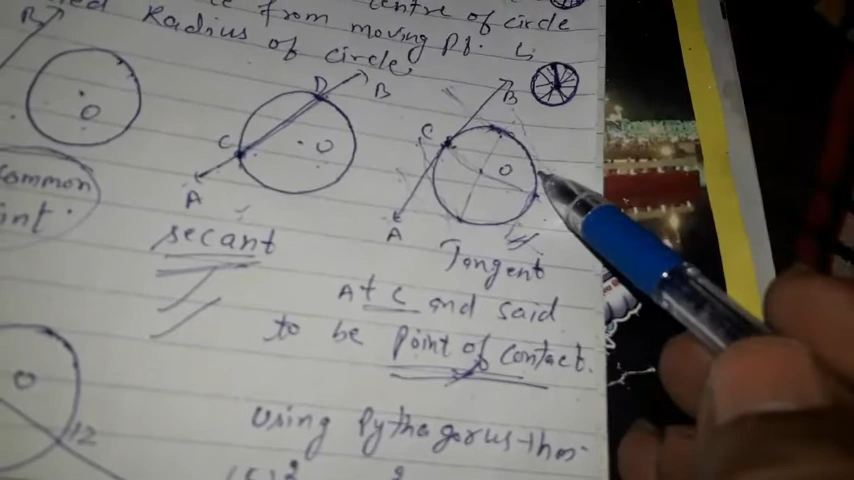 centre of circle
from moving pt.
Radius of circle
B
O
common
int.
A
C
D
B
O
secant
A
C
B
O
Tangent
At C and said
to be Point of contact.
O
12
Using Pythagorus thm.